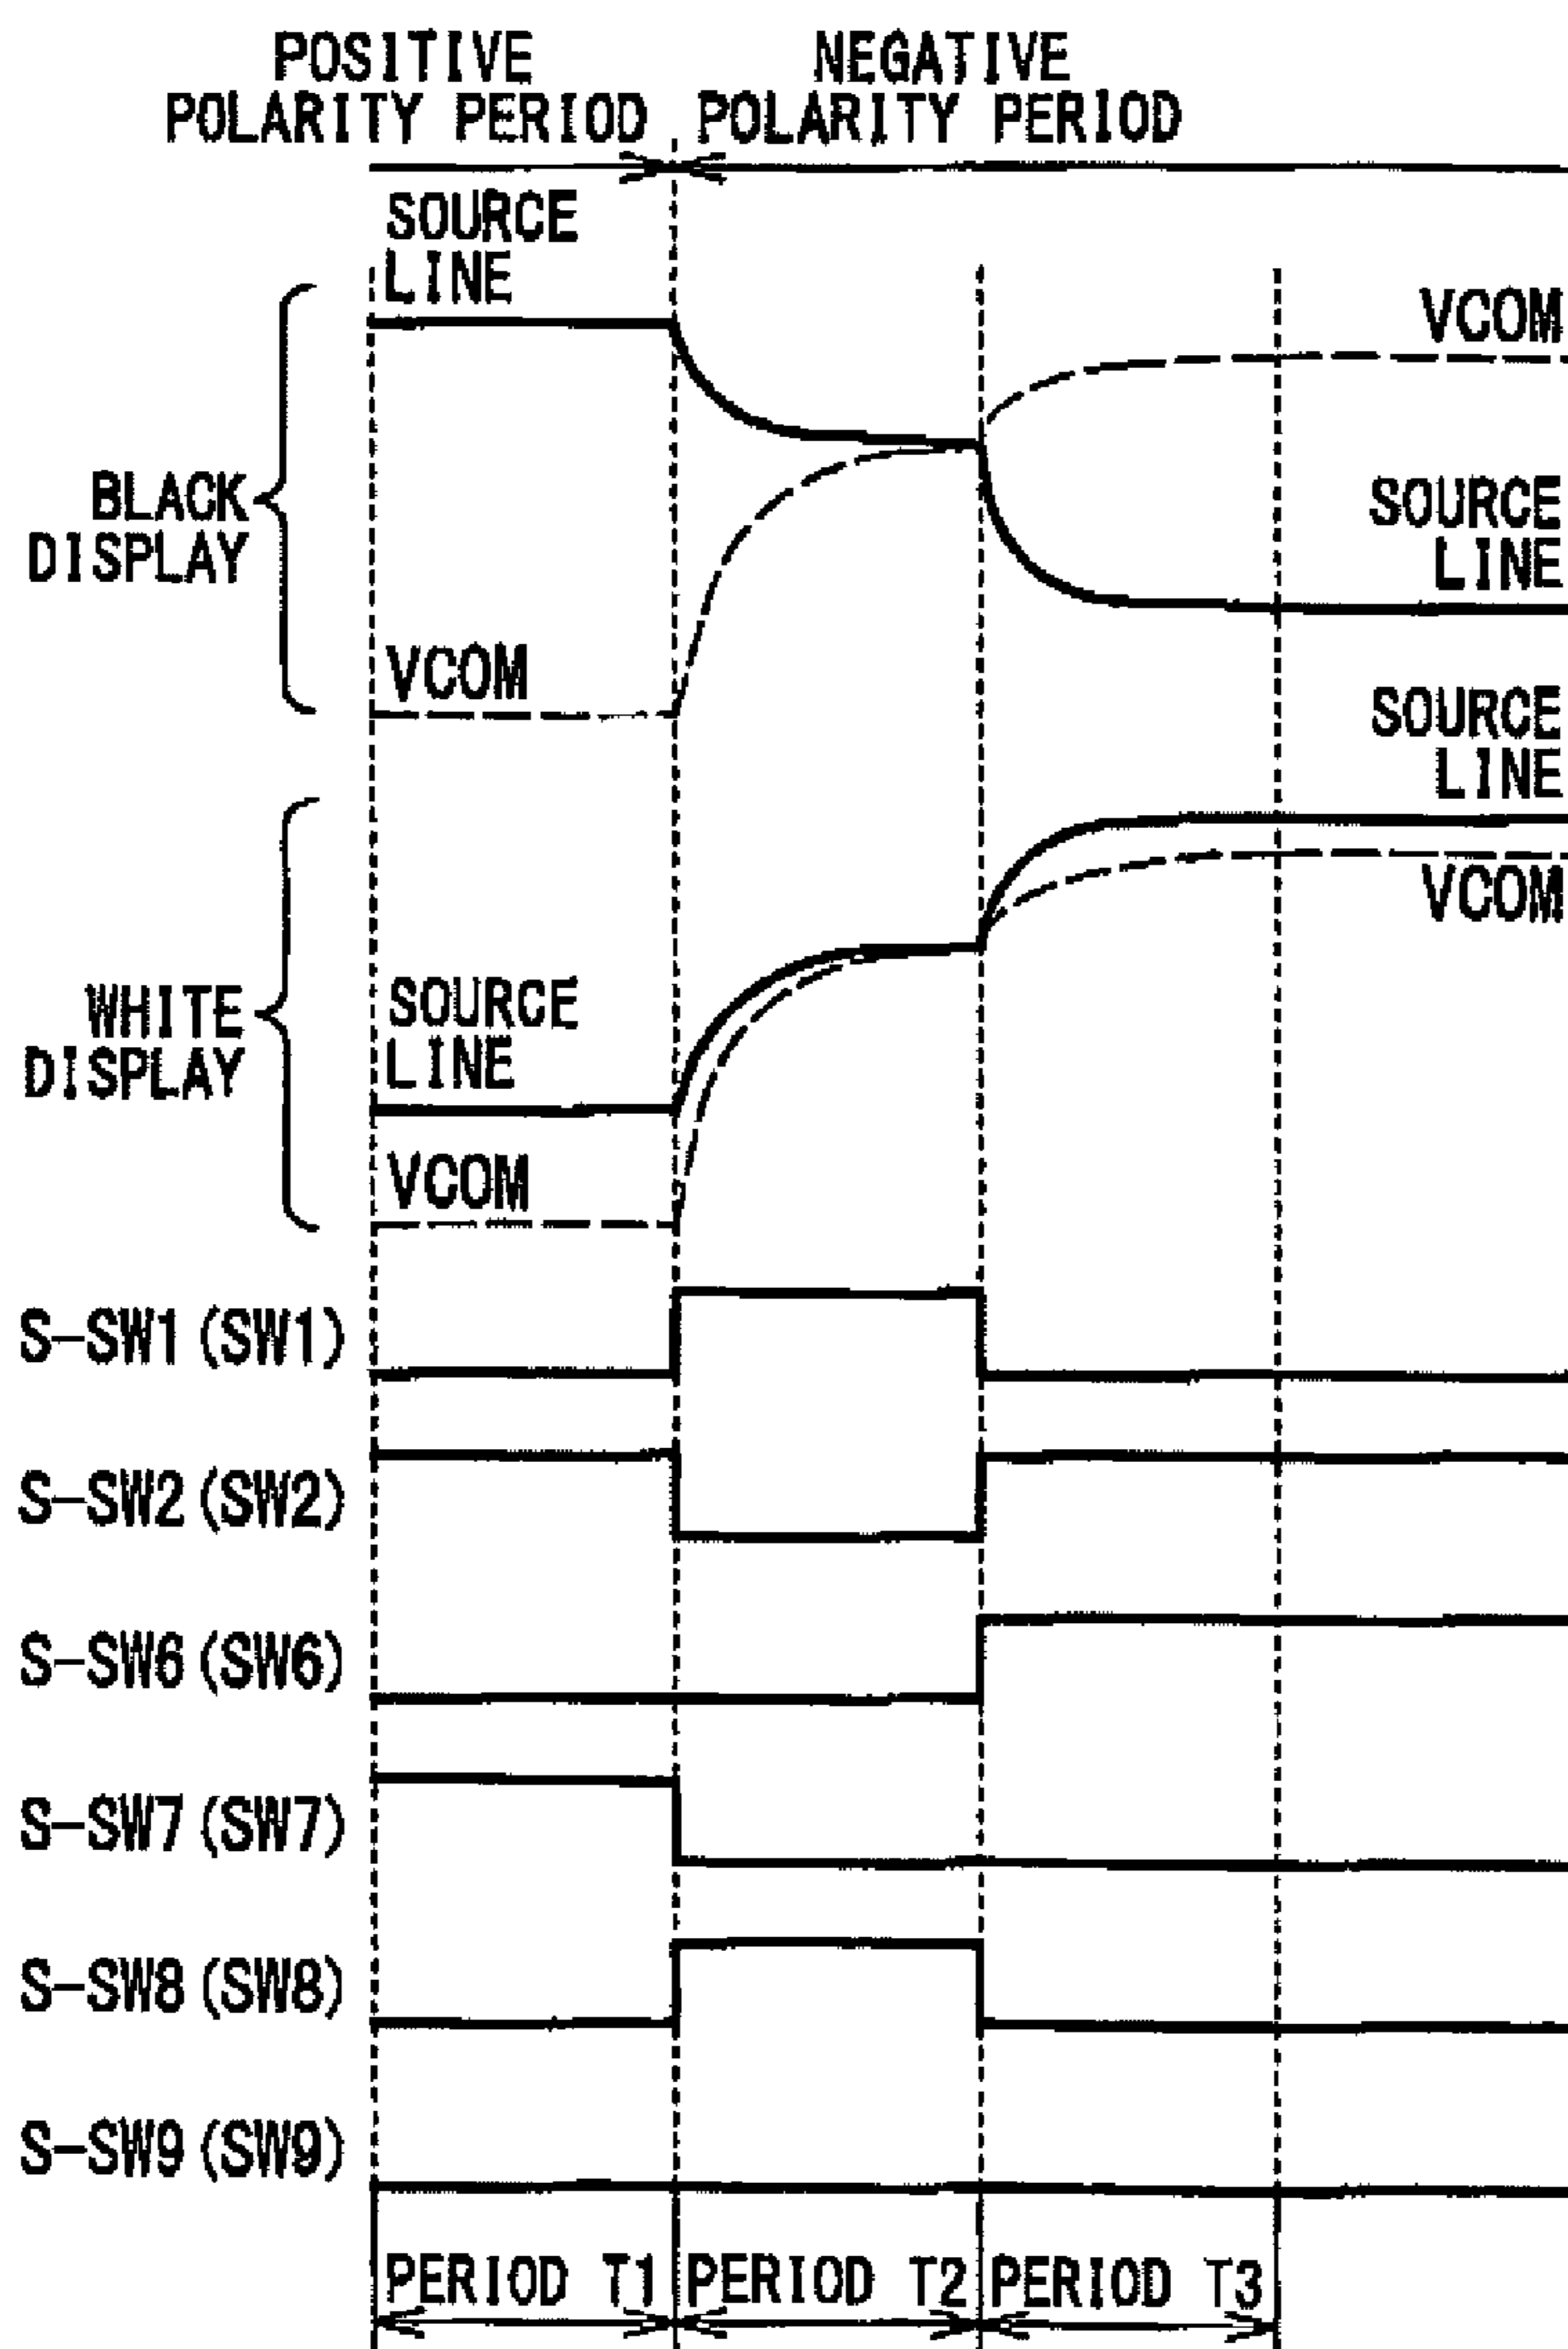 POSITIVE
POLARITY PERIOD
NEGATIVE
POLARITY PERIOD
SOURCE
LINE
VCOM
BLACK
DISPLAY
SOURCE
LINE
VCOM
SOURCE
LINE
VCOM
WHITE
DISPLAY
SOURCE
LINE
VCOM
S-SW1(SW1)
S-SW2(SW2)
S-SW6(SW6)
S-SW7(SW7)
S-SW8(SW8)
S-SW9(SW9)
PERIOD T1
PERIOD T2
PERIOD T3